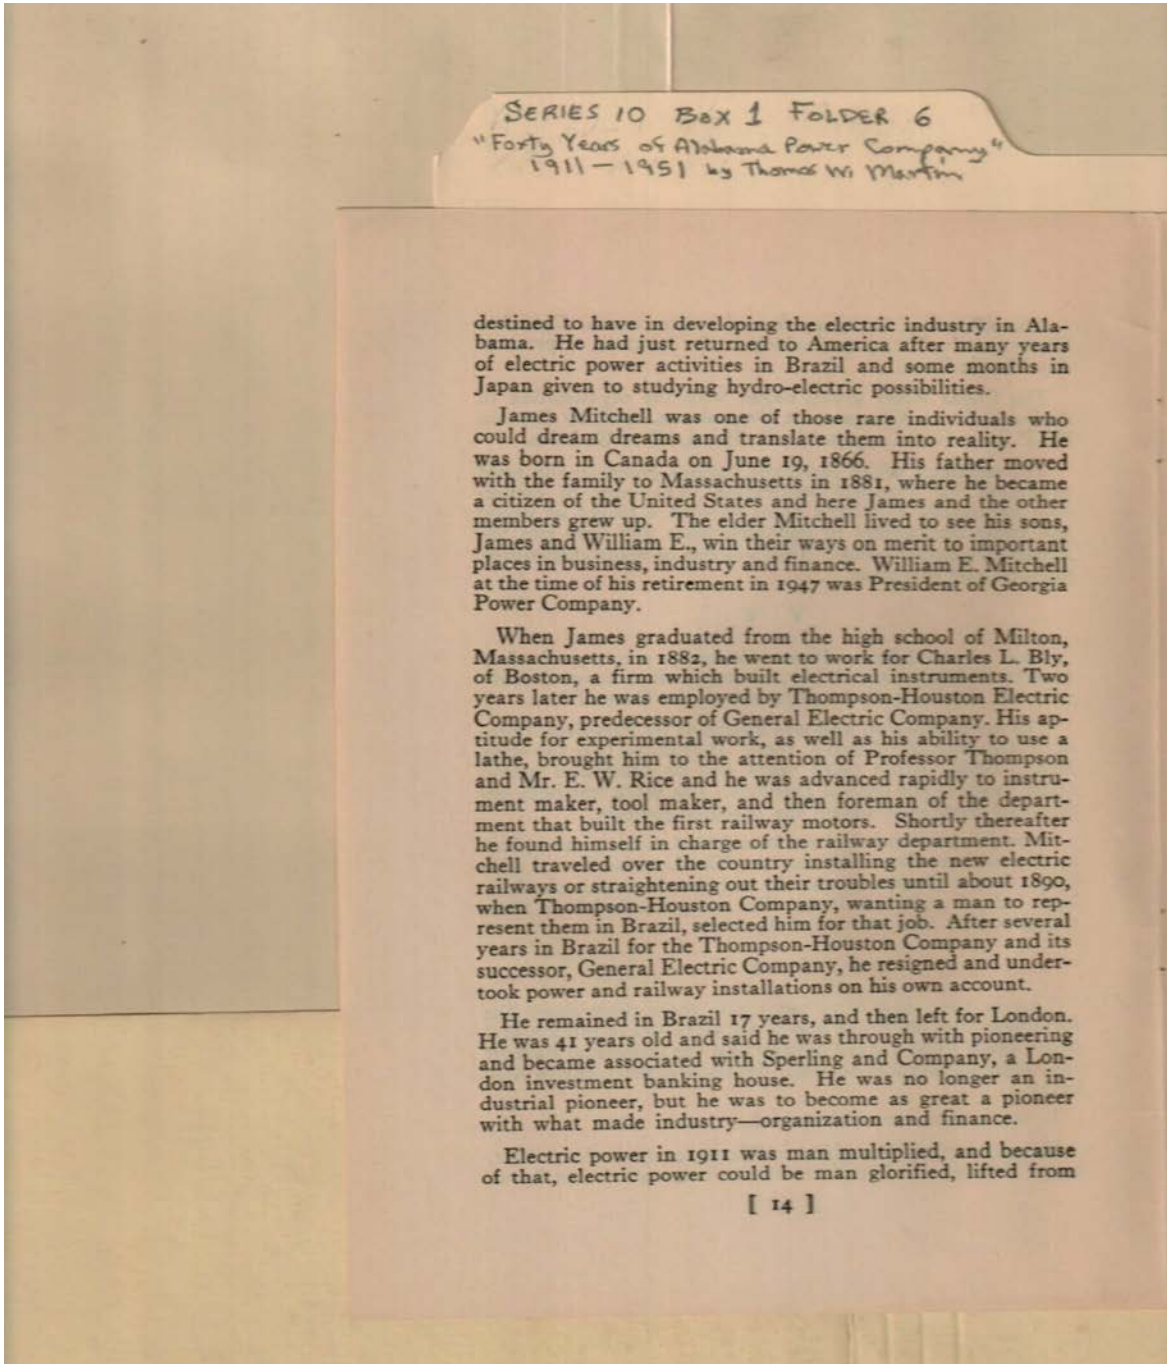 SERIES 10 BOX 1 FOLDER 6
"Forty Years of Alabama Power Company"
1911-1951 by Thomas W. Martin
destined to have in developing the electric industry in Ala-
bama. He had just returned to America after many years
of electric power activities in Brazil and some months in
Japan given to studying hydro-electric possibilities.
James Mitchell was one of those rare individuals who
could dream dreams and translate them into reality. He
was born in Canada on June 19, 1866. His father moved
with the family to Massachusetts in 1881, where he became
a citizen of the United States and here James and the other
members grew up. The elder Mitchell lived to see his sons,
James and William E., win their ways on merit to important
places in business, industry and finance. William E. Mitchell
at the time of his retirement in 1947 was President of Georgia
Power Company.
When James graduated from the high school of Milton,
Massachusetts, in 1882, he went to work for Charles L. Bly,
of Boston, a firm which built electrical instruments. Two
years later he was employed by Thompson-Houston Electric
Company, predecessor of General Electric Company. His ap-
titude for experimental work, as well as his ability to use a
lathe, brought him to the attention of Professor Thompson
and Mr. E. W. Rice and he was advanced rapidly to instru-
ment maker, tool maker, and then foreman of the depart-
ment that built the first railway motors. Shortly thereafter
he found himself in charge of the railway department. Mit-
chell traveled over the country installing the new electric
railways or straightening out their troubles until about 1890,
when Thompson-Houston Company, wanting a man to rep-
resent them in Brazil, selected him for that job. After several
years in Brazil for the Thompson-Houston Company and its
successor, General Electric Company, he resigned and under-
took power and railway installations on his own account.
He remained in Brazil 17 years, and then left for London.
He was 41 years old and said he was through with pioneering
and became associated with Sperling and Company, a Lon-
don investment banking house. He was no longer an in-
dustrial pioneer, but he was to become as great a pioneer
with what made industry—organization and finance.
Electric power in 1911 was man multiplied, and because
of that, electric power could be man glorified, lifted from
[ 14 ]